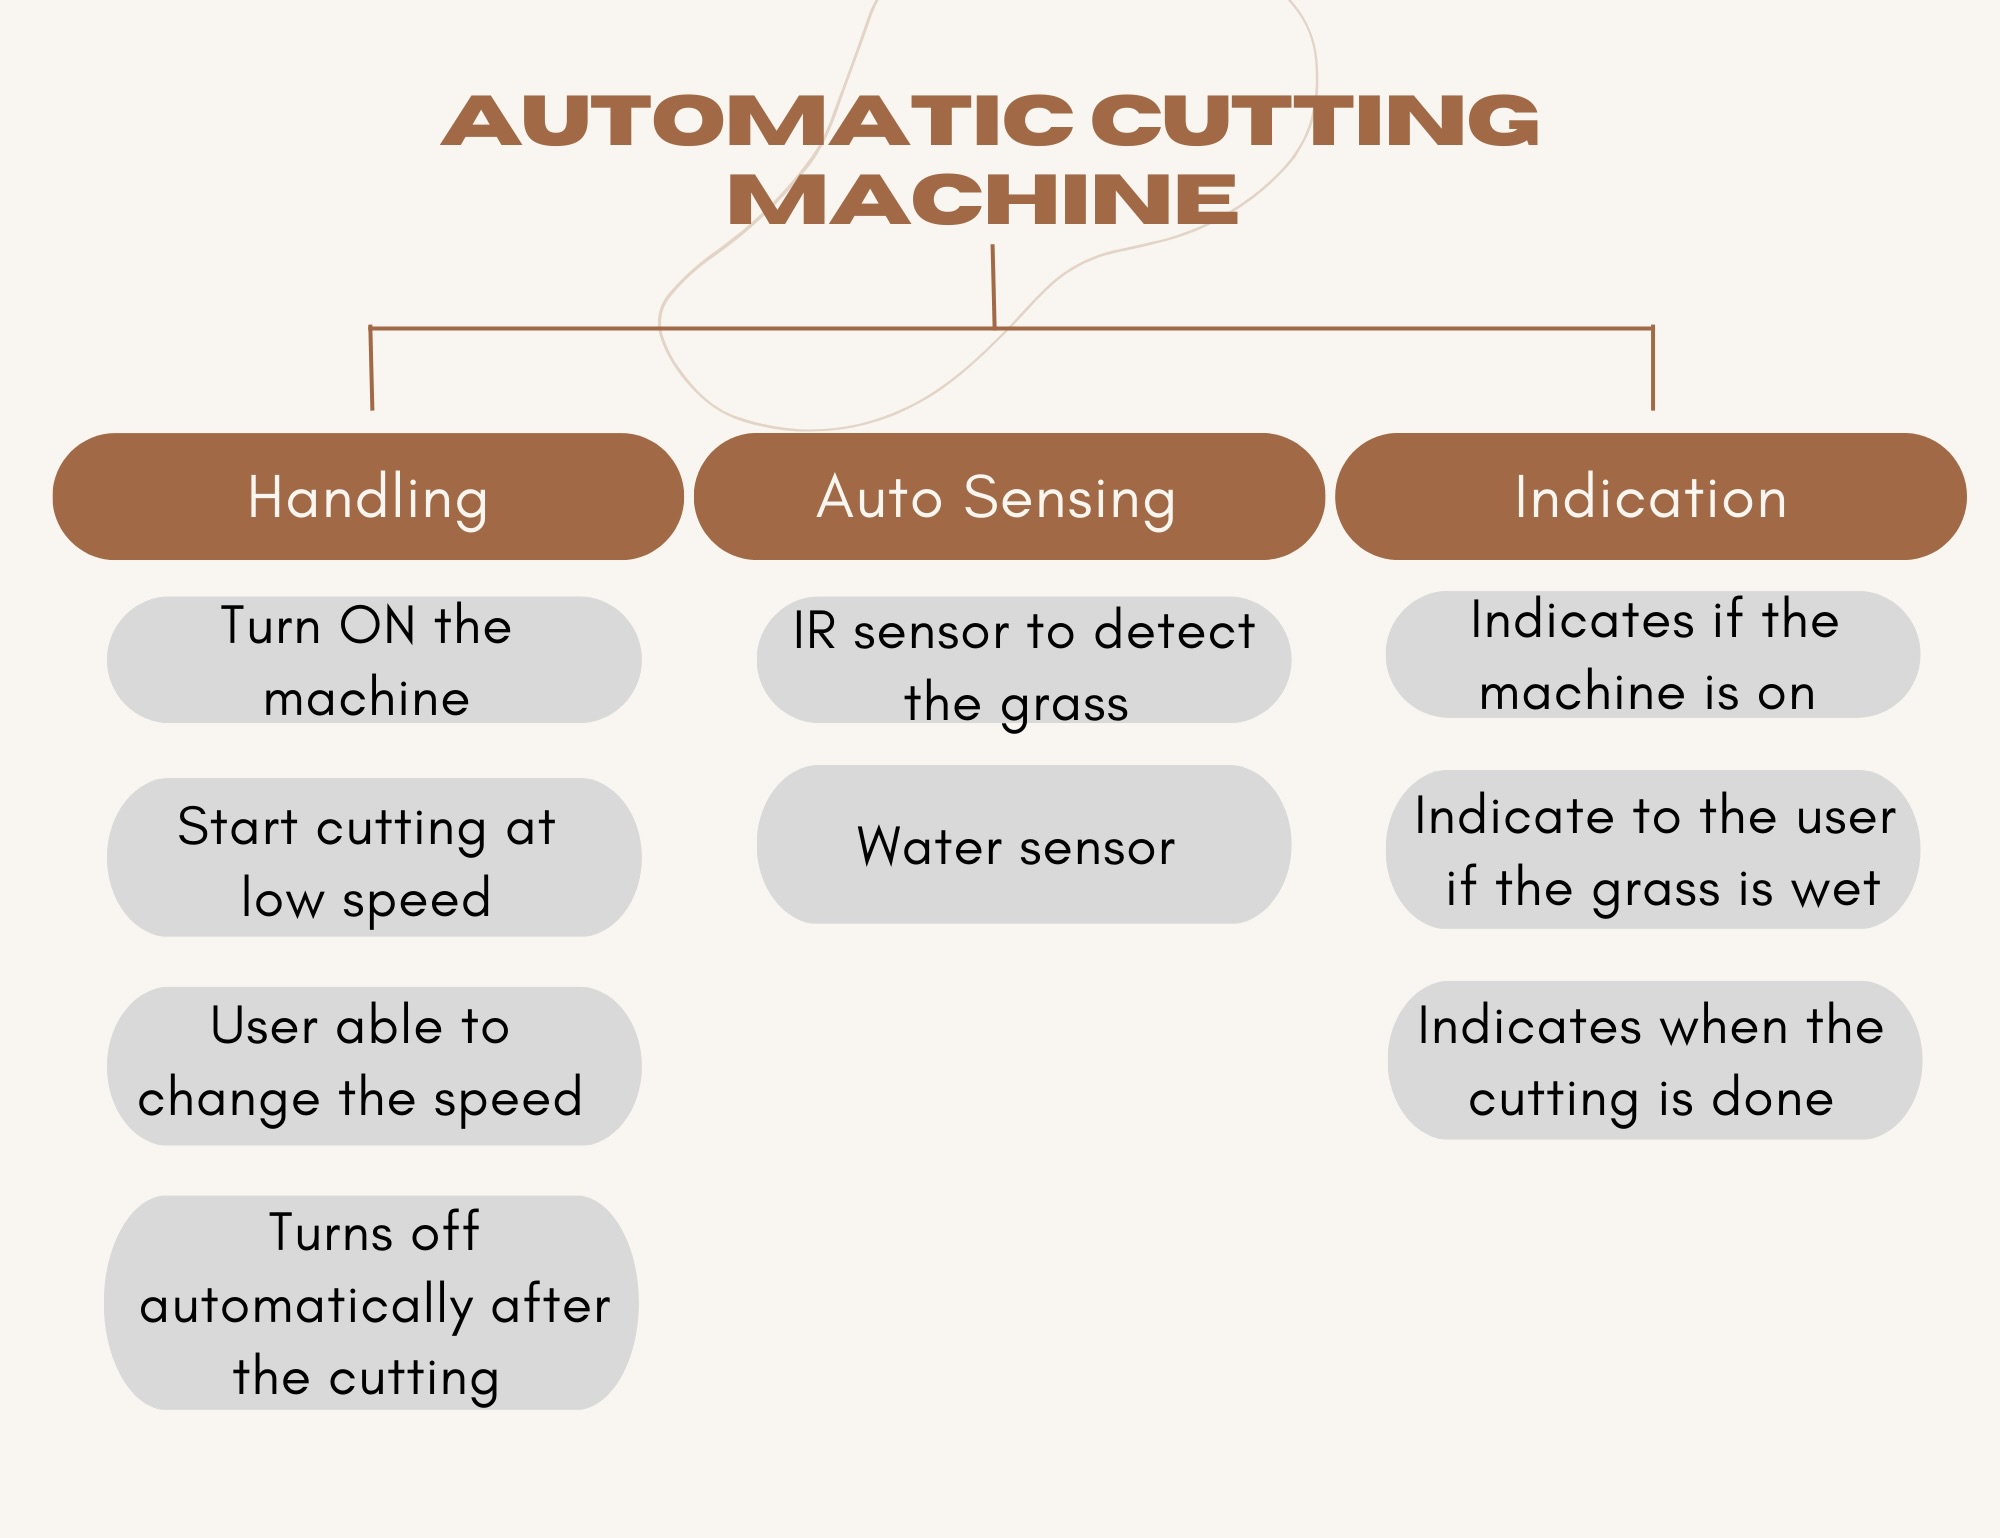 AUTOMATIC CUTTING
MACHINE
Handling
Turn ON the
machine
Start cutting at
low speed
User able to
change the speed
Turns off
automatically after
the cutting
Auto Sensing
IR sensor to detect
the grass
Water sensor
Indication
Indicates if the
machine is on
Indicate to the user
if the grass is wet
Indicates when the
cutting is done